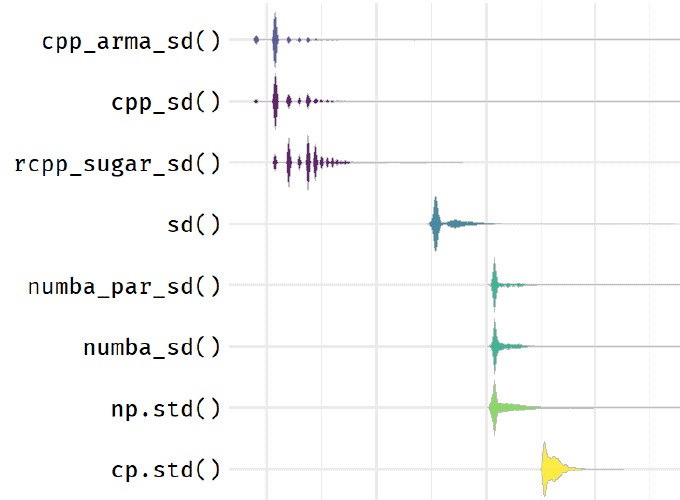 cpp_arma_sd()
cpp_sd()
rcpp_sugar_sd()
sd()
numba_par_sd()
numba_sd()
np.std()
cp.std()